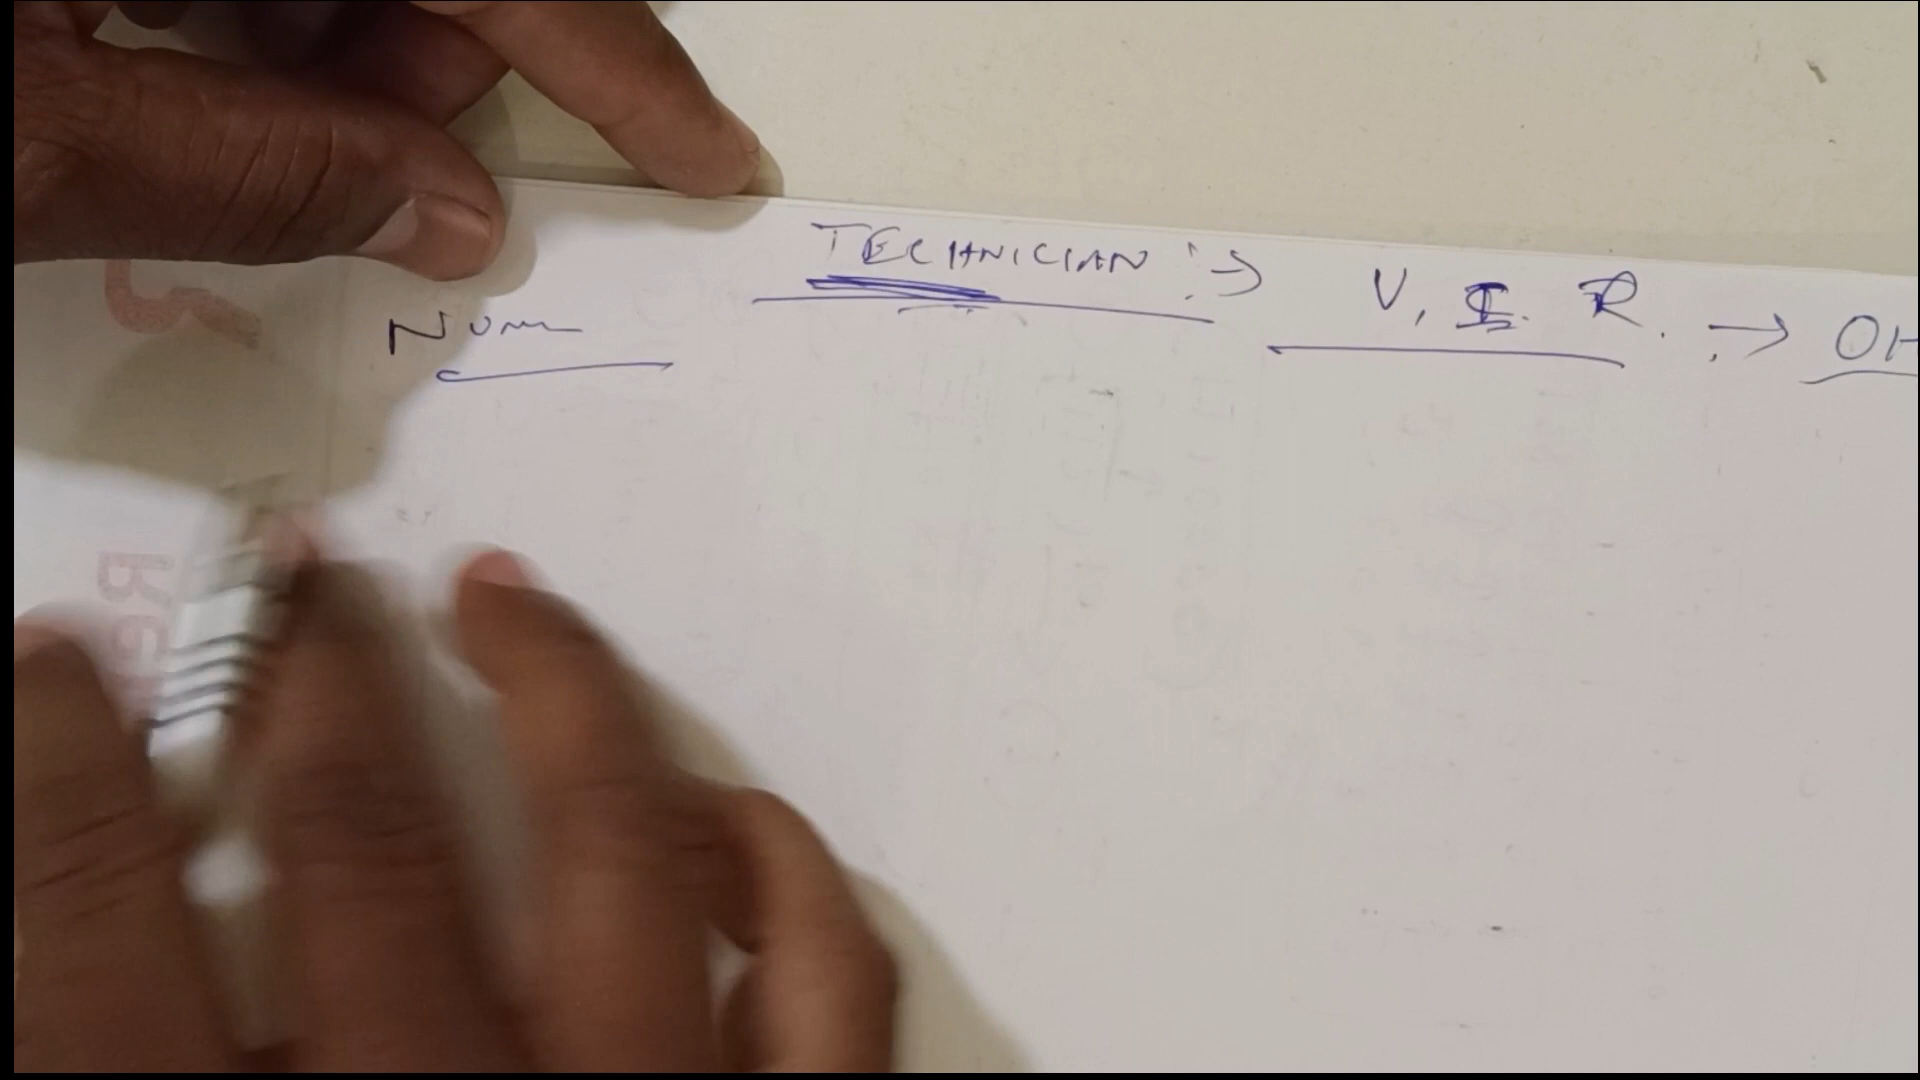 TECHNICIAN :→ V, I. R. → OH
Num